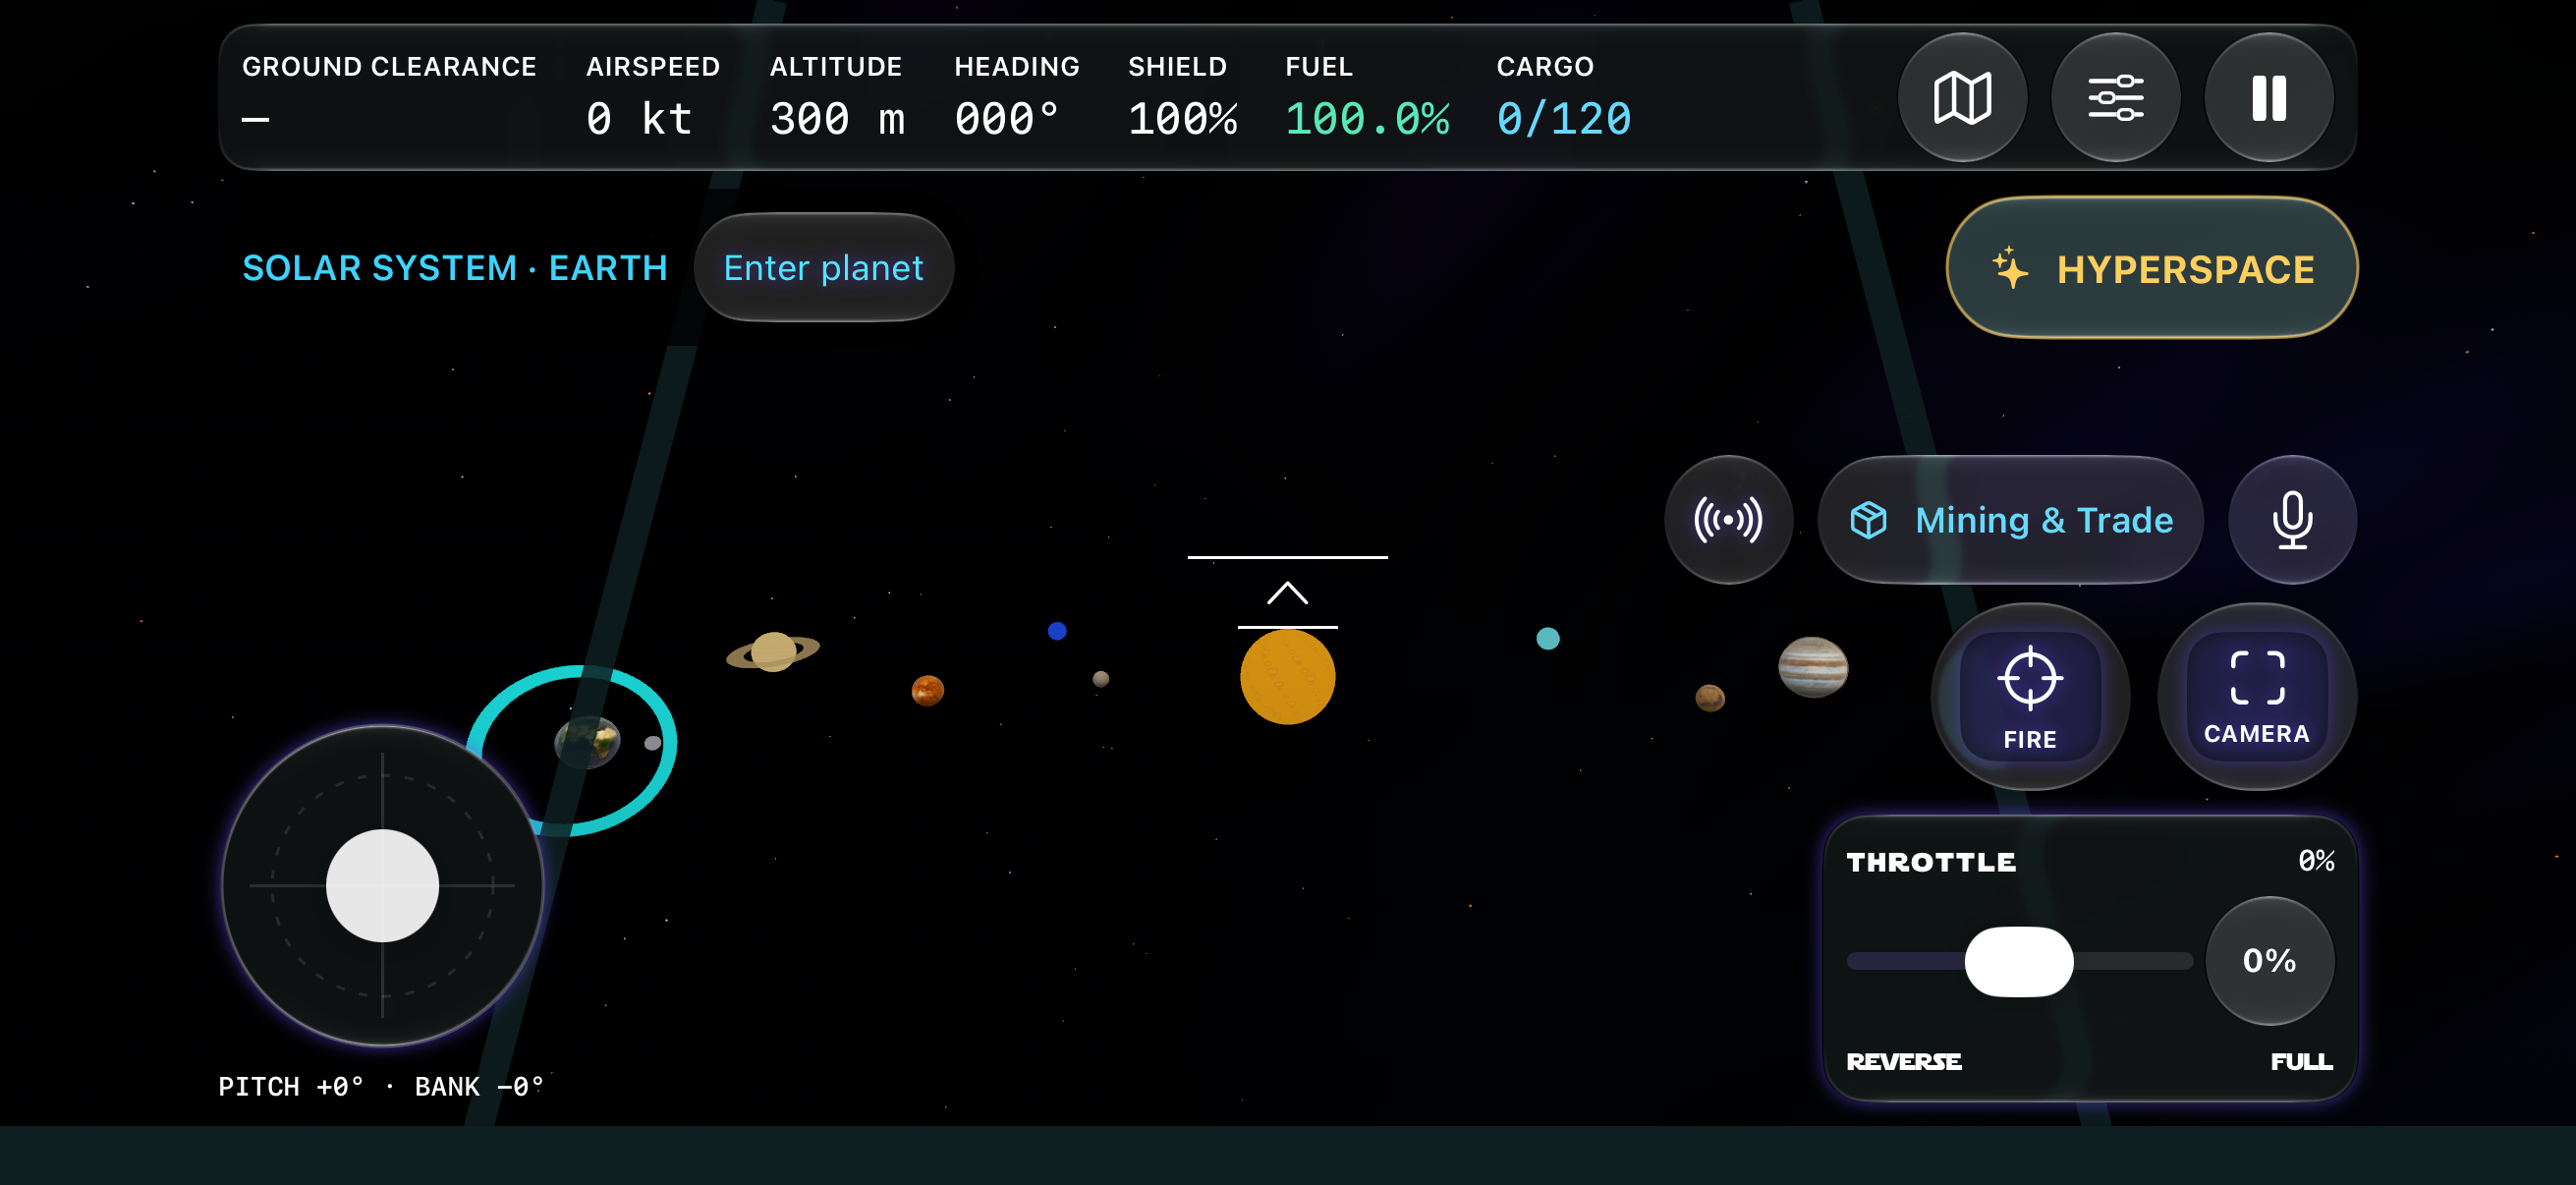 GROUND CLEARANCE
—
AIRSPEED
0 kt
ALTITUDE
300 m
HEADING
000°
SHIELD
100%
FUEL
100.0%
CARGO
0/120
SOLAR SYSTEM · EARTH
Enter planet
HYPERSPACE
Mining & Trade
FIRE
CAMERA
THROTTLE
0%
0%
REVERSE
FULL
PITCH +0° · BANK −0°